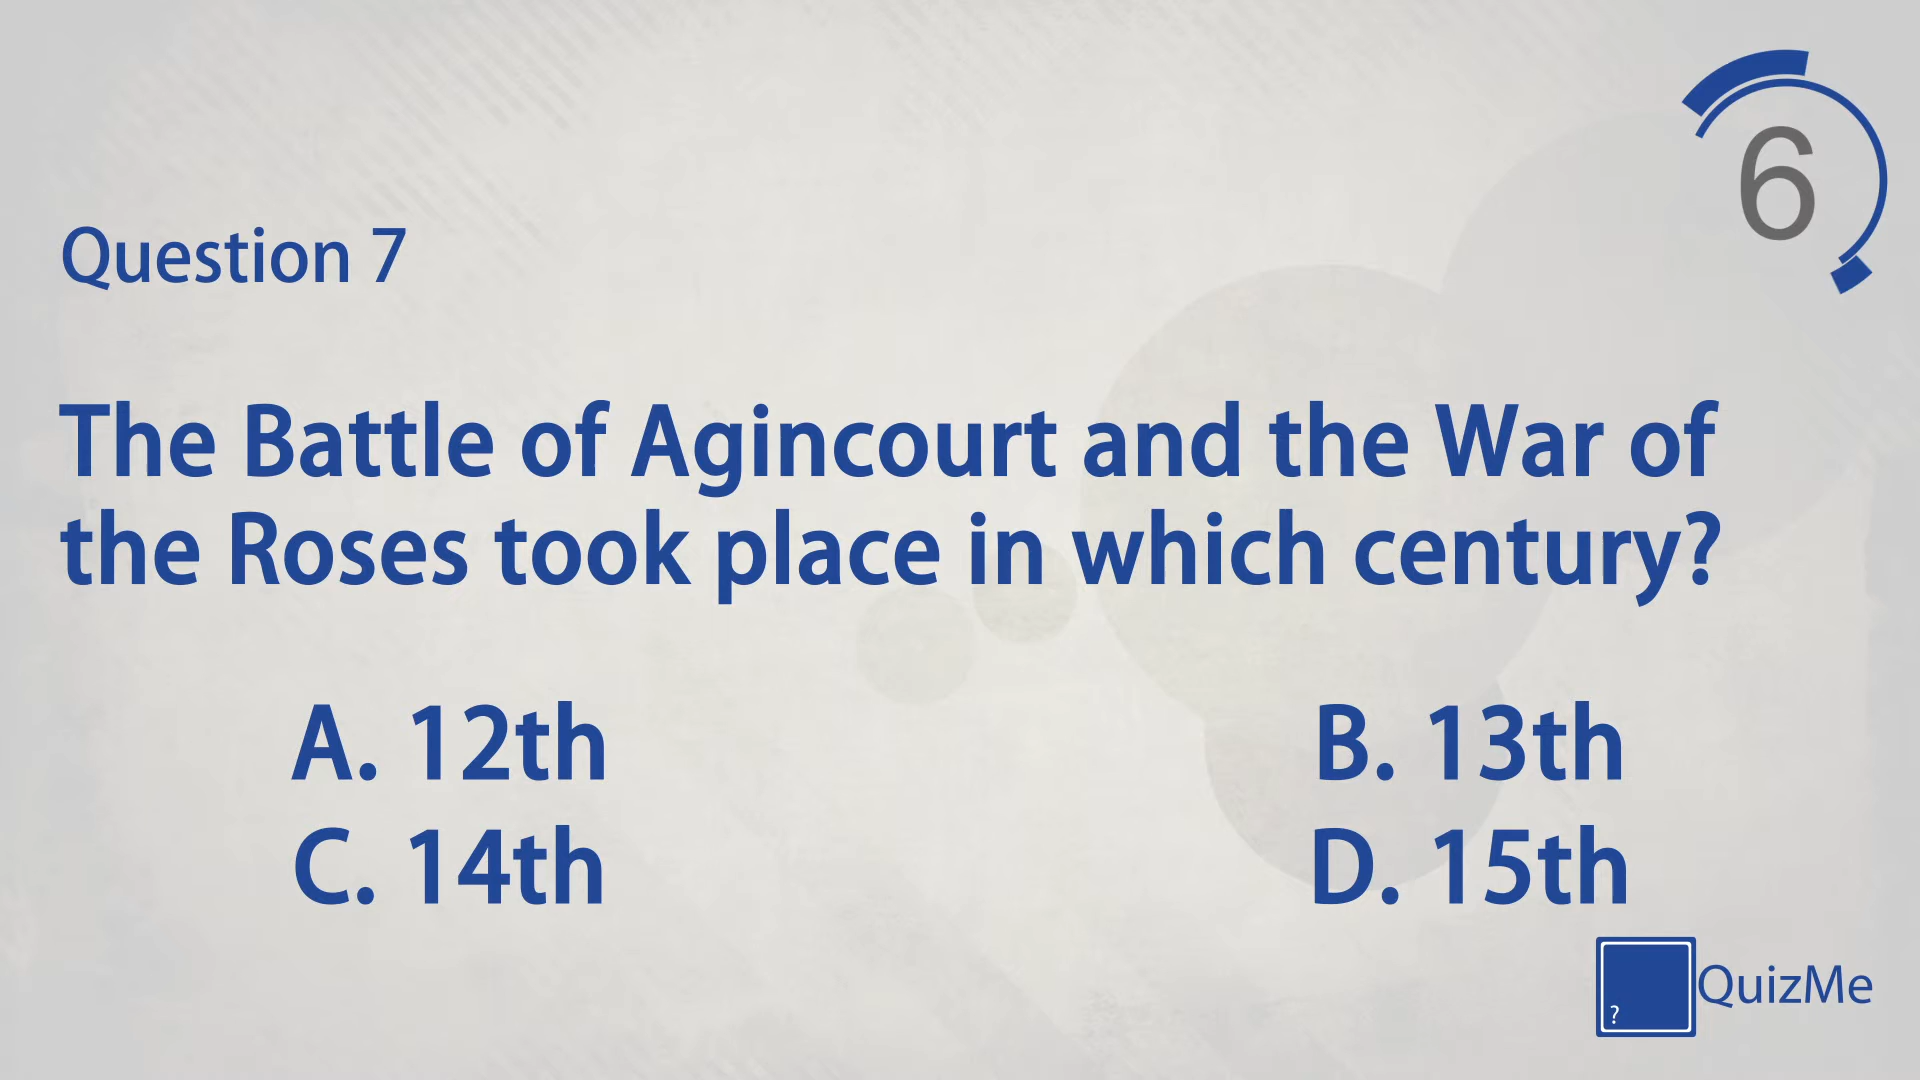 6
Question 7
The Battle of Agincourt and the War of
the Roses took place in which century?
A. 12th
B. 13th
C. 14th
D. 15th
? QuizMe